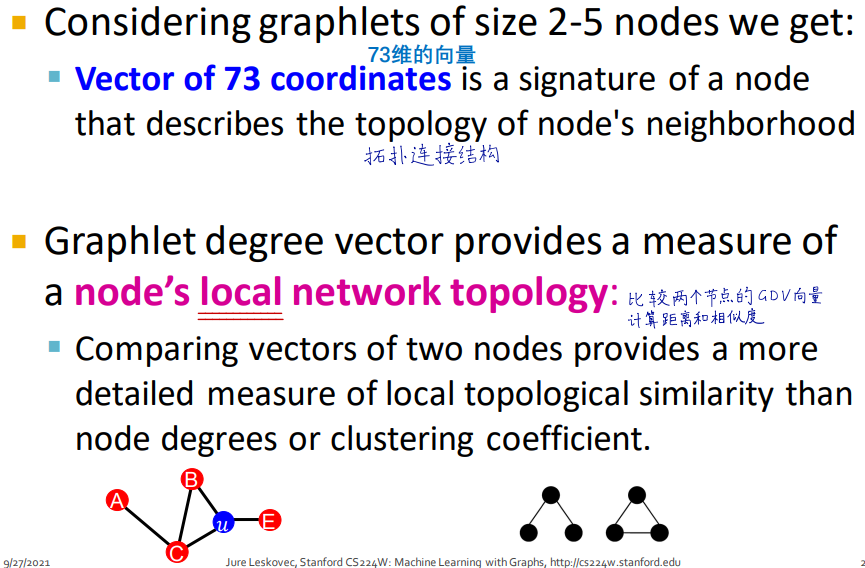 Considering graphlets of size 2-5 nodes we get:
73维的向量
Vector of 73 coordinates is a signature of a node
that describes the topology of node's neighborhood
拓扑连接结构
Graphlet degree vector provides a measure of
a node's local network topology:
比较两个节点的GDV向量
计算距离和相似度
Comparing vectors of two nodes provides a more
detailed measure of local topological similarity than
node degrees or clustering coefficient.
A
B
u
E
C
9/27/2021
Jure Leskovec, Stanford CS224W: Machine Learning with Graphs, http://cs224w.stanford.edu
2